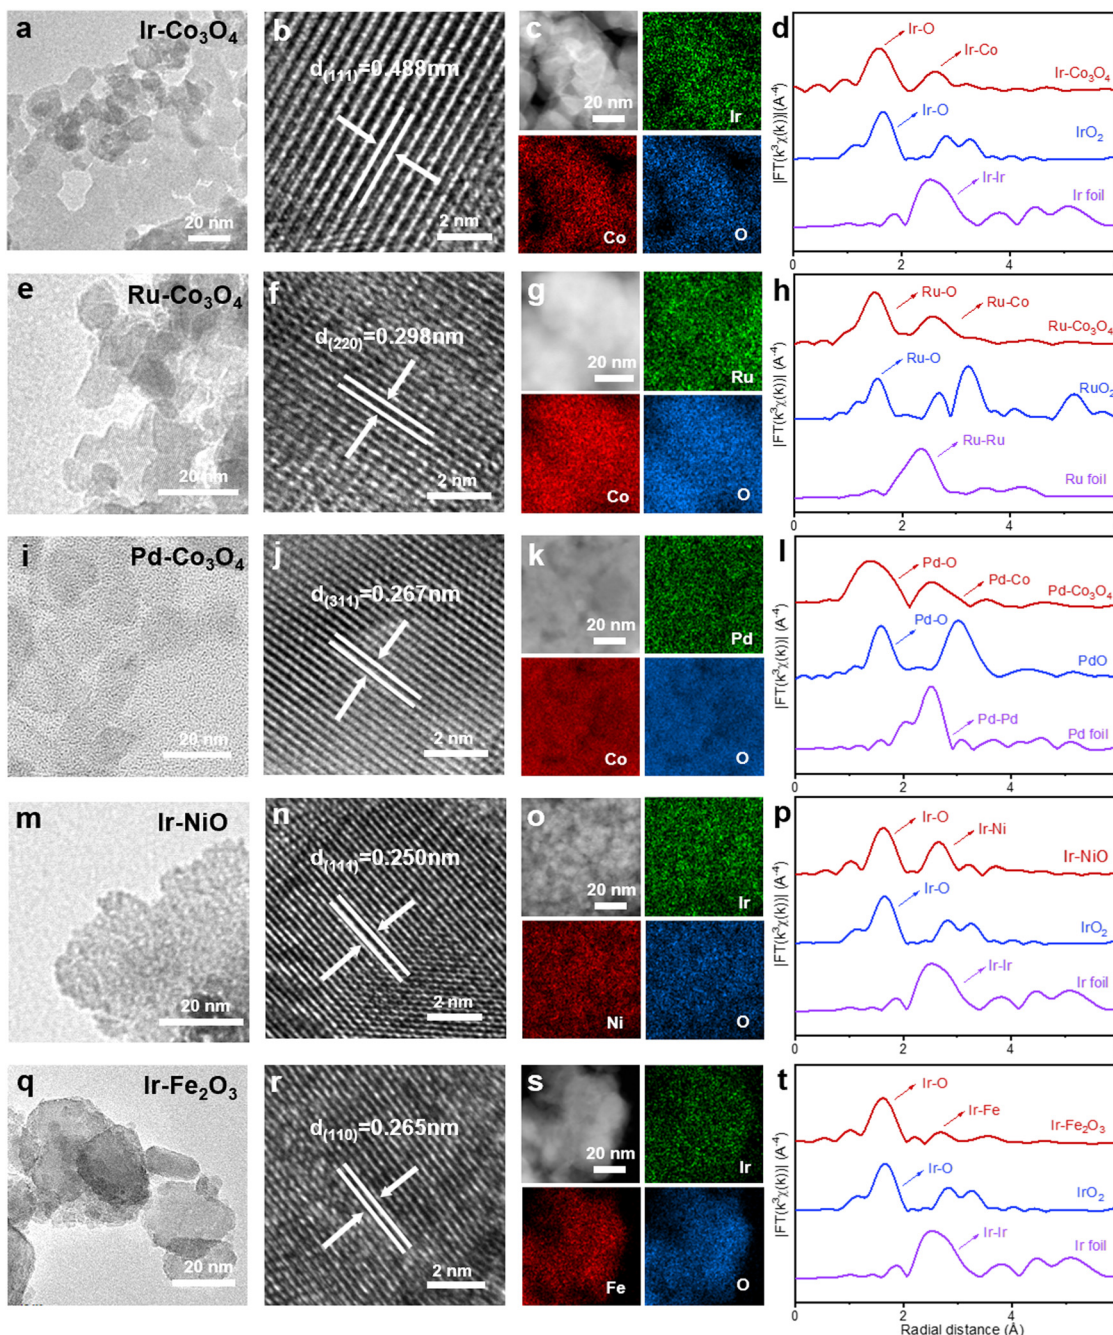 a
Ir-Co₃O₄
20 nm
b
d₍₁₁₁₎=0.488nm
2 nm
c
20 nm
Ir
Co
O
d
Ir-O
Ir-Co
Ir-Co₃O₄
Ir-O
IrO₂
Ir-Ir
Ir foil
|FT(k³χ(k))|(A⁻⁴)
0
2
4
e
Ru-Co₃O₄
20 nm
f
d₍₂₂₀₎=0.298nm
2 nm
g
20 nm
Ru
Co
O
h
Ru-O
Ru-Co
Ru-Co₃O₄
Ru-O
RuO₂
Ru-Ru
Ru foil
|FT(k³χ(k))| (A⁻⁴)
0
2
4
i
Pd-Co₃O₄
20 nm
j
d₍₃₁₁₎=0.267nm
2 nm
k
20 nm
Pd
Co
O
l
Pd-O
Pd-Co
Pd-Co₃O₄
Pd-O
PdO
Pd-Pd
Pd foil
|FT(k³χ(k))| (A⁻⁴)
0
2
4
m
Ir-NiO
20 nm
n
d₍₁₁₁₎=0.250nm
2 nm
o
20 nm
Ir
Ni
O
p
Ir-O
Ir-Ni
Ir-NiO
Ir-O
IrO₂
Ir-Ir
Ir foil
|FT(k³χ(k))| (A⁻⁴)
0
2
4
q
Ir-Fe₂O₃
20 nm
r
d₍₁₁₀₎=0.265nm
2 nm
s
20 nm
Ir
Fe
O
t
Ir-O
Ir-Fe
Ir-Fe₂O₃
Ir-O
IrO₂
Ir-Ir
Ir foil
|FT(k³χ(k))| (A⁻⁴)
0
2
4
Radial distance (Å)